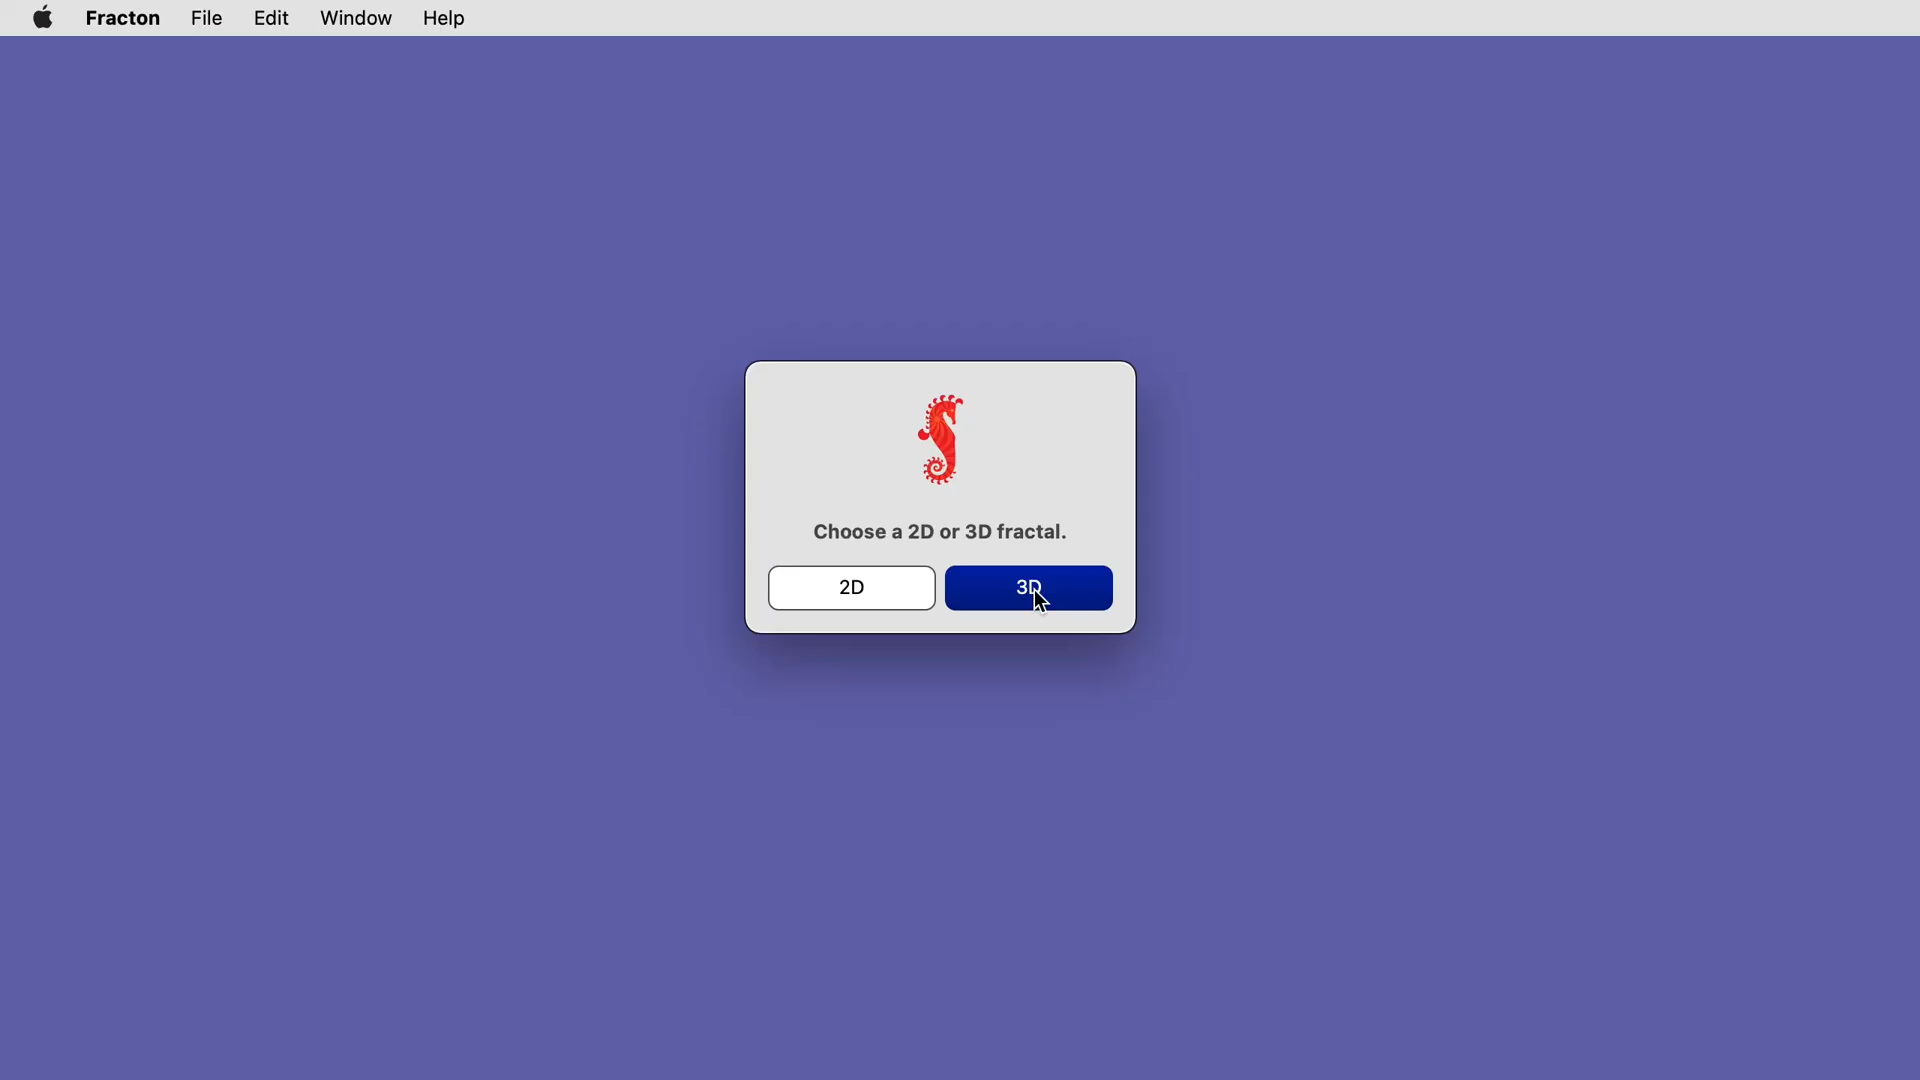 Fracton File Edit Window Help
Choose a 2D or 3D fractal.
2D 3D